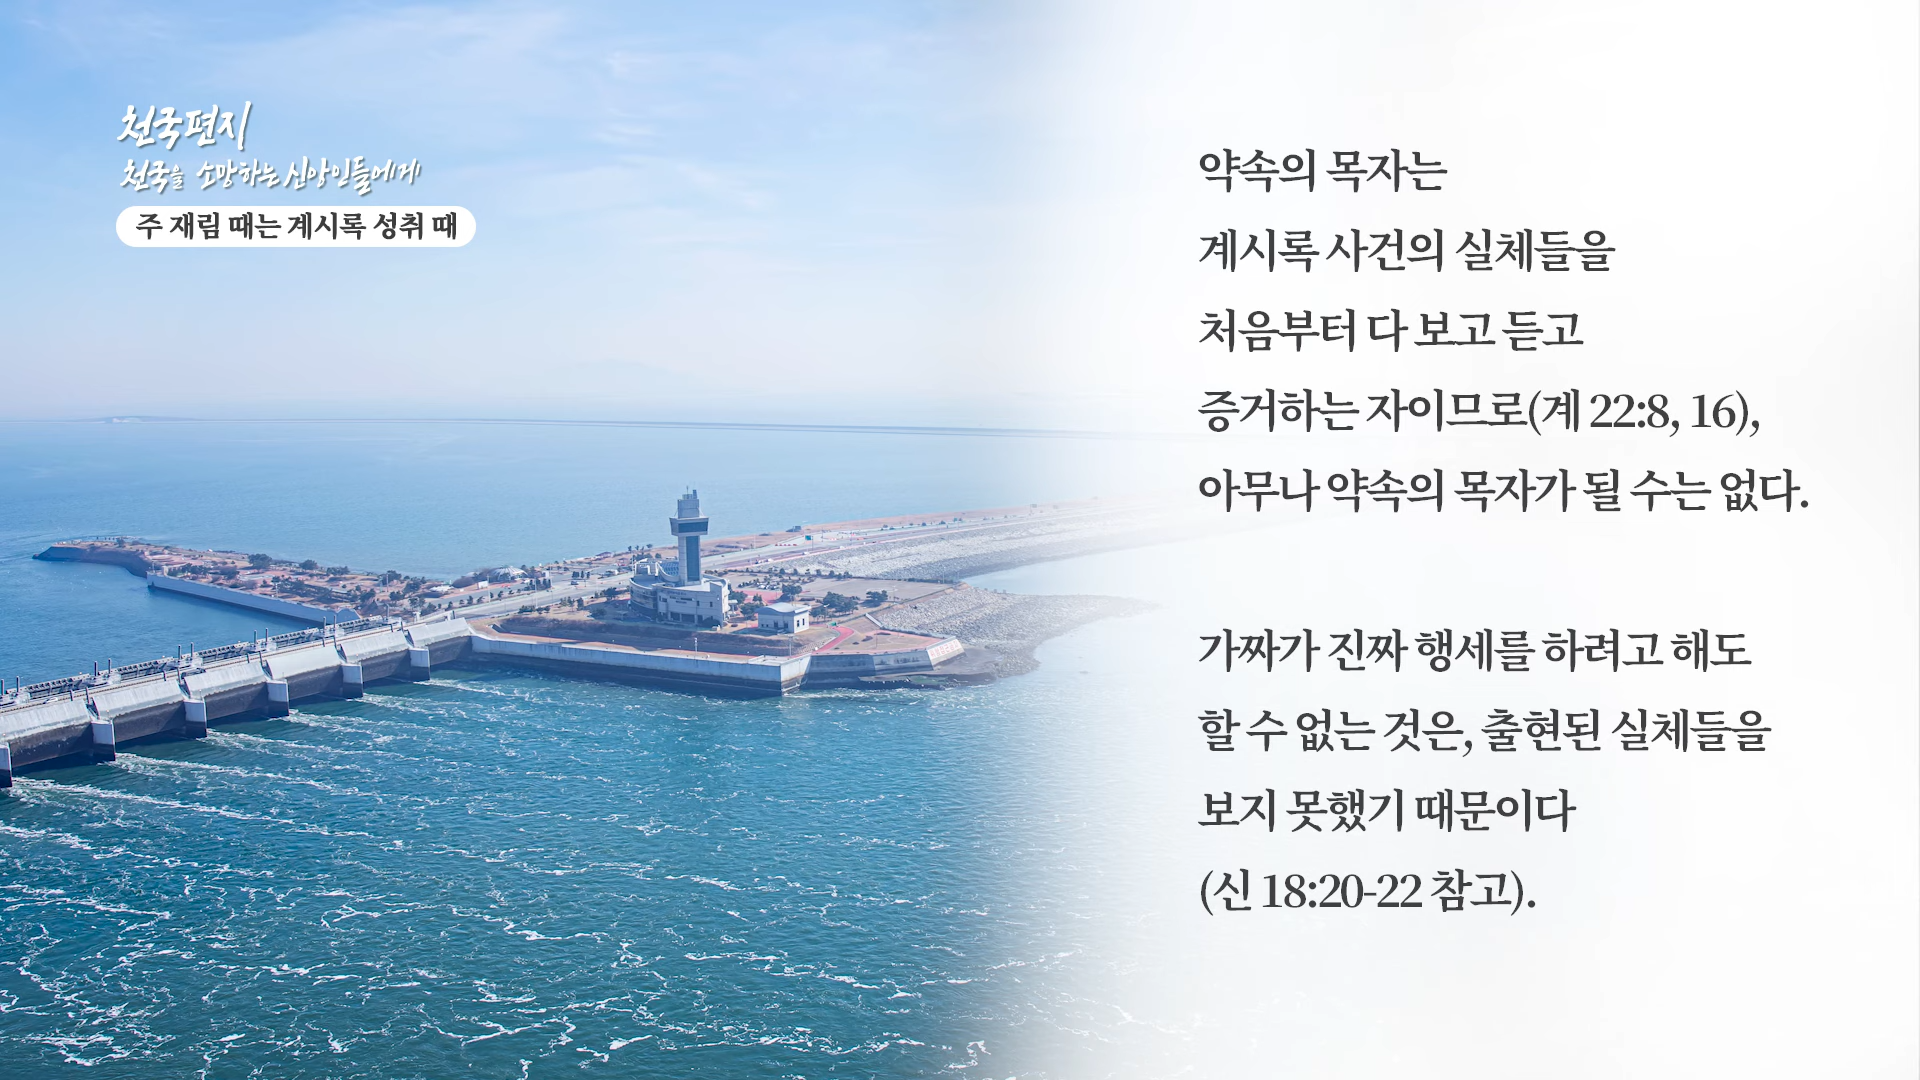 천국편지
천국을 소망하는 신앙인들에게
주 재림 때는 계시록 성취 때
약속의 목자는
계시록 사건의 실체들을
처음부터 다 보고 듣고
증거하는 자이므로(계 22:8, 16),
아무나 약속의 목자가 될 수는 없다.
가짜가 진짜 행세를 하려고 해도
할 수 없는 것은, 출현된 실체들을
보지 못했기 때문이다
(신 18:20-22 참고).